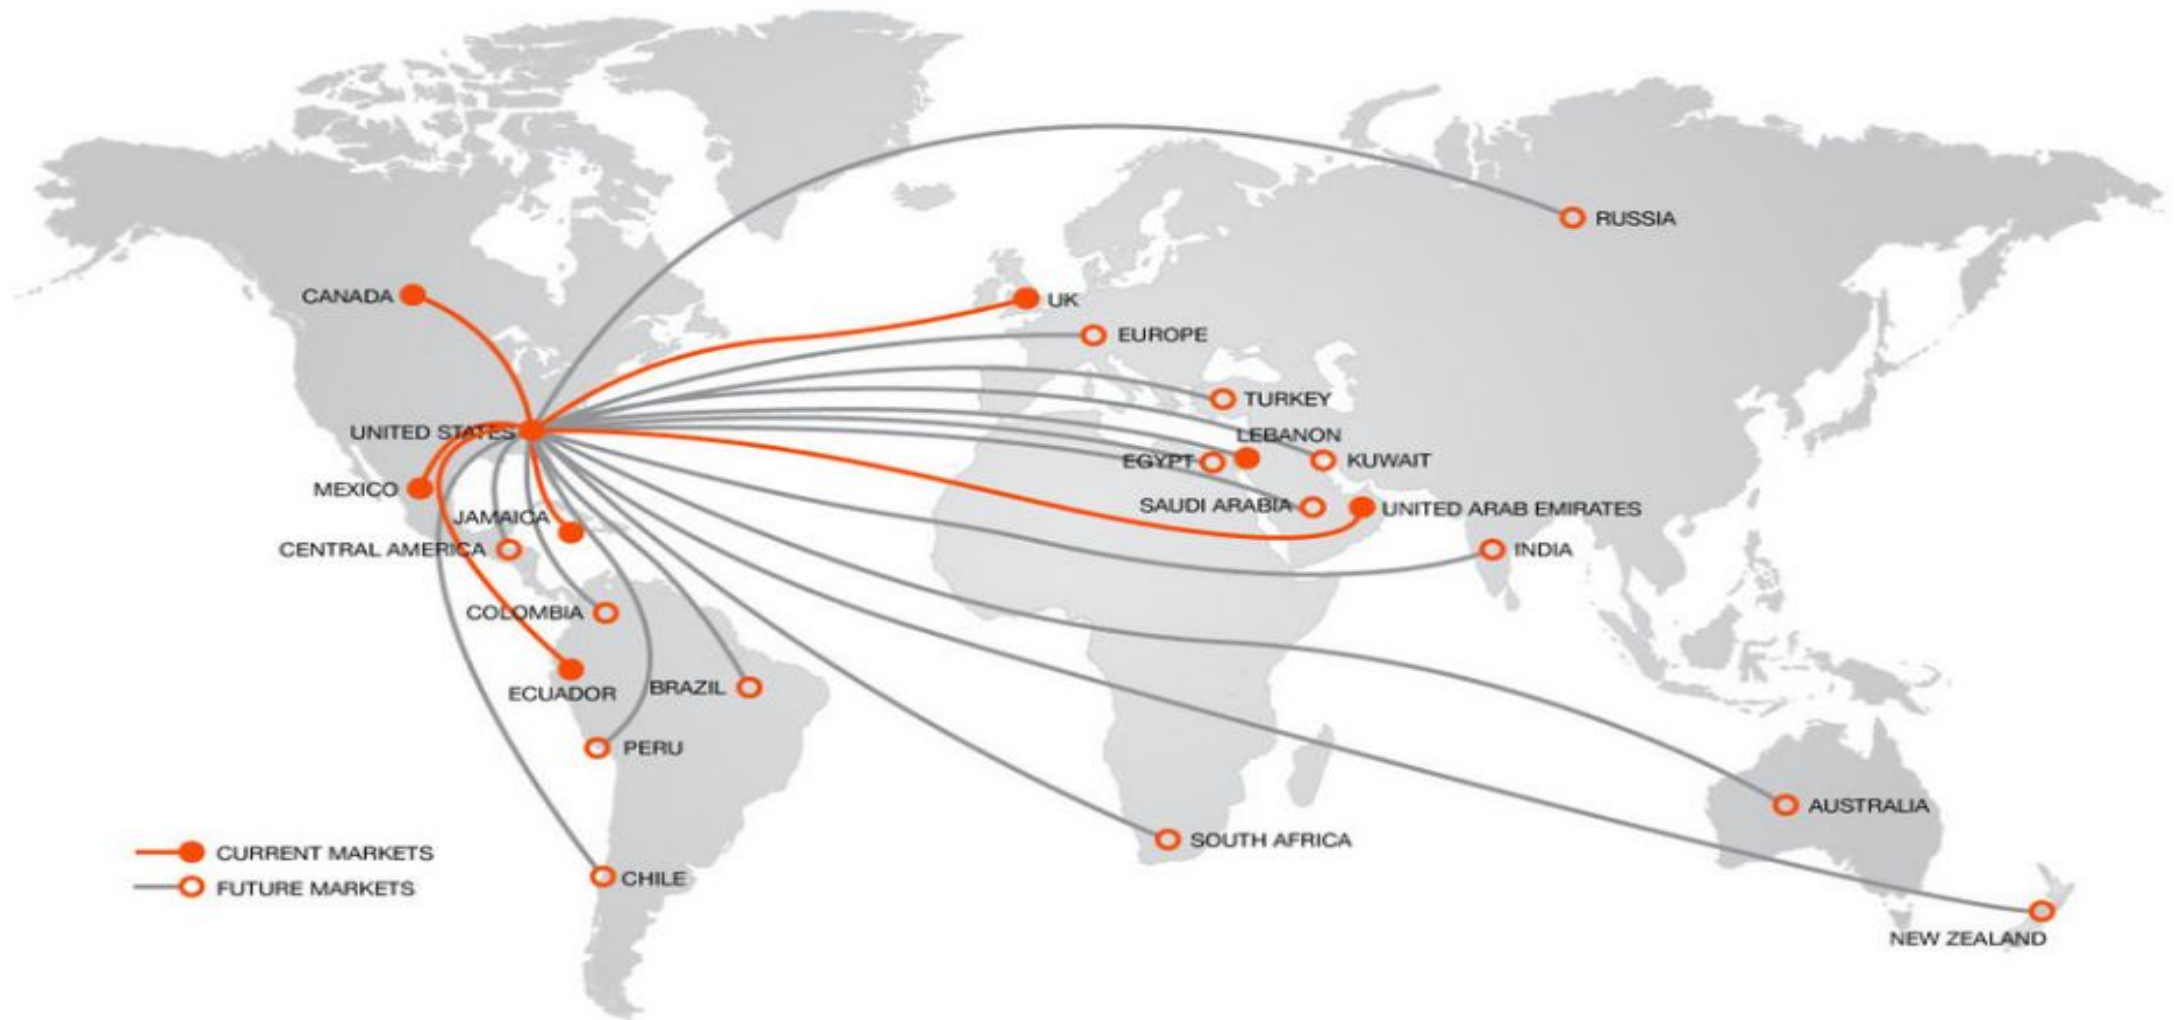 RUSSIA
CANADA
UK
EUROPE
TURKEY
UNITED STATES
LEBANON
EGYPT
KUWAIT
MEXICO
SAUDI ARABIA
UNITED ARAB EMIRATES
JAMAICA
CENTRAL AMERICA
INDIA
COLOMBIA
ECUADOR
BRAZIL
PERU
AUSTRALIA
SOUTH AFRICA
CURRENT MARKETS
CHILE
FUTURE MARKETS
NEW ZEALAND